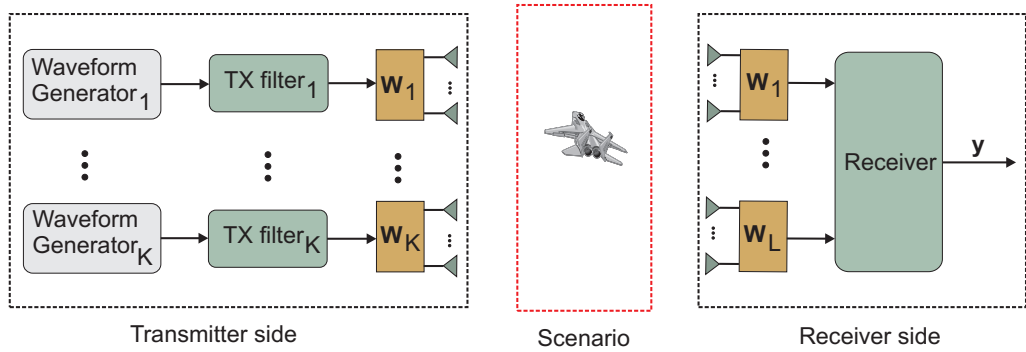 Waveform
Generator1
TX filter1
W1
Waveform
GeneratorK
TX filterK
WK
Transmitter side
Scenario
W1
WL
Receiver
y
Receiver side